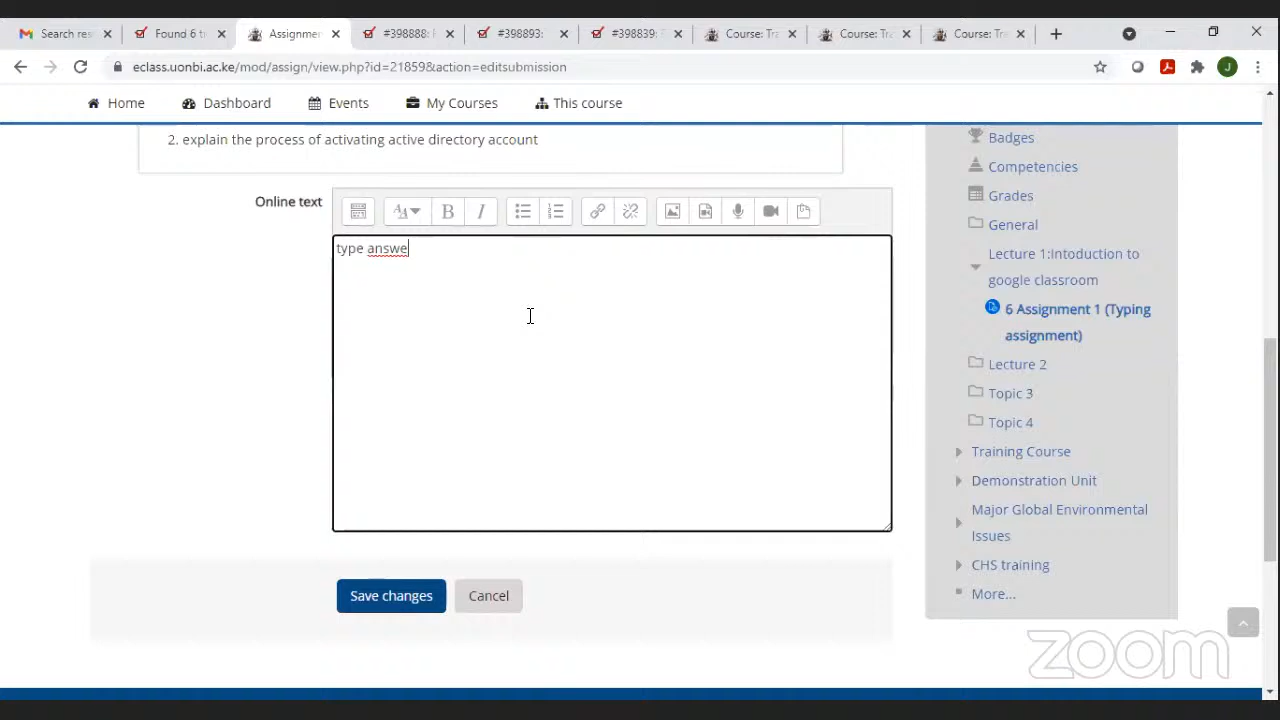 Search res
Found 6 t
Assignmen
#398888:
#398893:
#398839: T
Course: Tra
Course: Tra
Course: Tra
eclass.uonbi.ac.ke/mod/assign/view.php?id=21859&action=editsubmission
J
Home
Dashboard
Events
My Courses
This course
2. explain the process of activating active directory account
Online text
B
I
type answe
Save changes
Cancel
Badges
Competencies
Grades
General
Lecture 1:Intoduction to
google classroom
6 Assignment 1 (Typing
assignment)
Lecture 2
Topic 3
Topic 4
Training Course
Demonstration Unit
Major Global Environmental
Issues
CHS training
More...
zoom